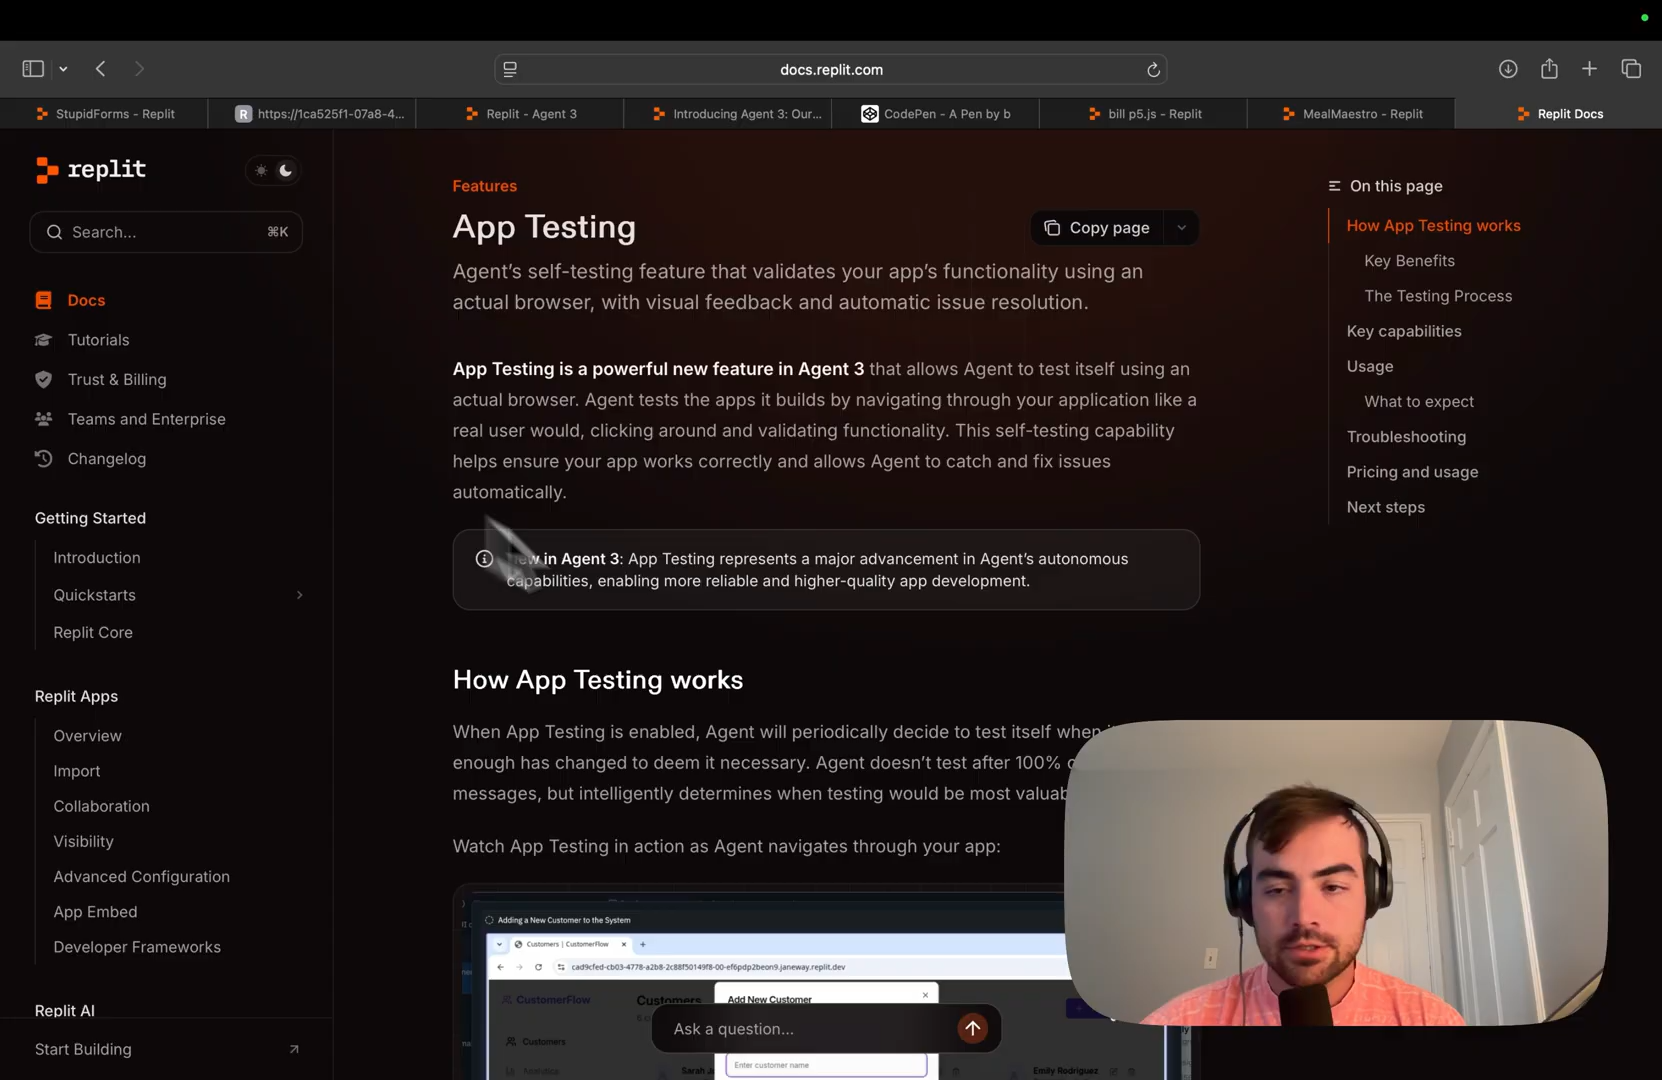 docs.replit.com
StupidForms - Replit
R
https://1ca525f1-07a8-4...
Replit - Agent 3
Introducing Agent 3: Our...
CodePen - A Pen by b
bill p5.js - Replit
MealMaestro - Replit
Replit Docs
replit
Search...
⌘K
Docs
Tutorials
Trust & Billing
Teams and Enterprise
Changelog
Getting Started
Introduction
Quickstarts
Replit Core
Replit Apps
Overview
Import
Collaboration
Visibility
Advanced Configuration
App Embed
Developer Frameworks
Replit AI
Start Building
Features
App Testing
Copy page
Agent’s self-testing feature that validates your app’s functionality using an
actual browser, with visual feedback and automatic issue resolution.
App Testing is a powerful new feature in Agent 3 that allows Agent to test itself using an
actual browser. Agent tests the apps it builds by navigating through your application like a
real user would, clicking around and validating functionality. This self-testing capability
helps ensure your app works correctly and allows Agent to catch and fix issues
automatically.
New in Agent 3: App Testing represents a major advancement in Agent’s autonomous
capabilities, enabling more reliable and higher-quality app development.
How App Testing works
When App Testing is enabled, Agent will periodically decide to test itself when
enough has changed to deem it necessary. Agent doesn’t test after 100%
messages, but intelligently determines when testing would be most
Watch App Testing in action as Agent navigates through your app:
Adding a New Customer to the System
Customers | CustomerFlow
cad9cfed-cb03-4778-a2b8-2c88f50149f8-00-ef6pdp2beon9.janeway.replit.dev
CustomerFlow
Customers
Add New Customer
Customers
Ask a question...
Enter customer name
Sarah
Emily Rodriguez
On this page
How App Testing works
Key Benefits
The Testing Process
Key capabilities
Usage
What to expect
Troubleshooting
Pricing and usage
Next steps